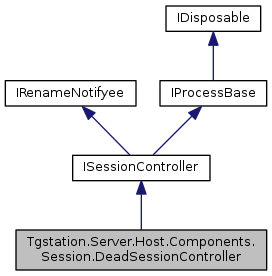 IDisposable
IRenameNotifyee
IProcessBase
ISessionController
Tgstation.Server.Host.Components.
Session.DeadSessionController